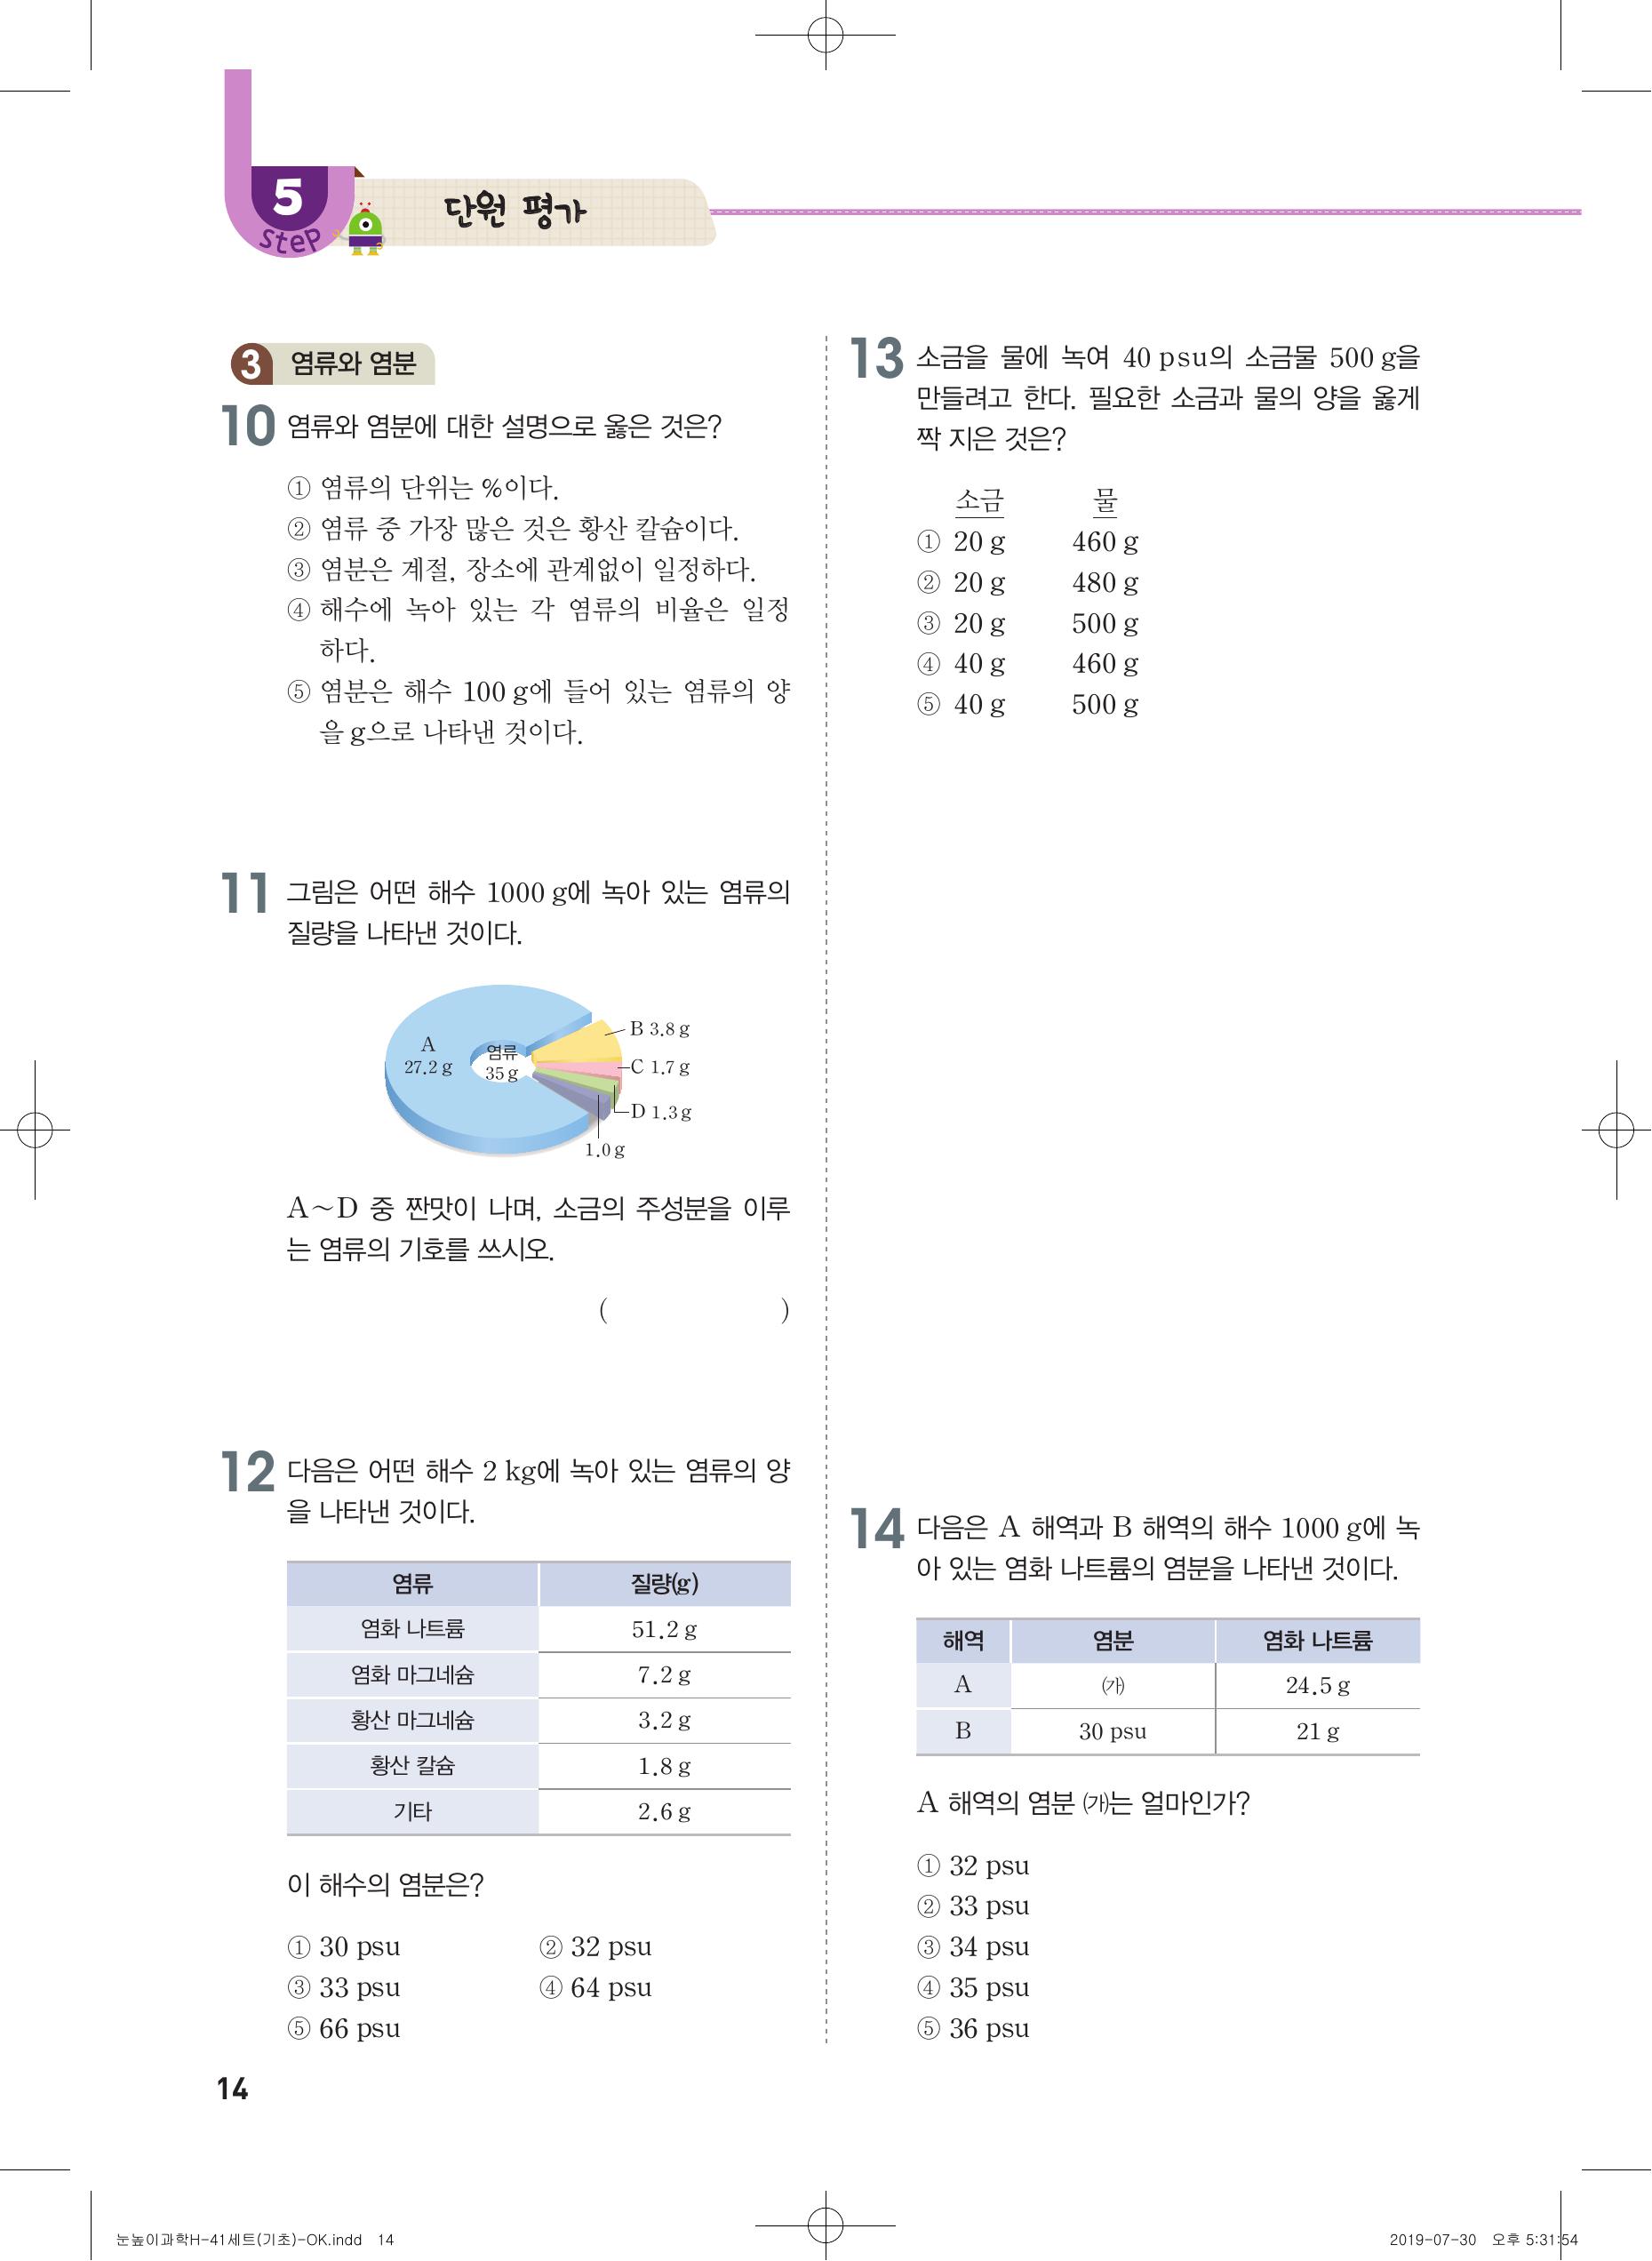 5
step
단원 평가
3 염류와 염분
10 염류와 염분에 대한 설명으로 옳은 것은?
① 염류의 단위는 %이다.
② 염류 중 가장 많은 것은 황산 칼슘이다.
③ 염분은 계절, 장소에 관계없이 일정하다.
④ 해수에 녹아 있는 각 염류의 비율은 일정
하다.
⑤ 염분은 해수 100 g에 들어 있는 염류의 양
을 g으로 나타낸 것이다.
11 그림은 어떤 해수 1000 g에 녹아 있는 염류의
질량을 나타낸 것이다.
A
27.2 g
염류
35 g
B 3.8 g
C 1.7 g
D 1.3 g
1.0 g
A~D 중 짠맛이 나며, 소금의 주성분을 이루
는 염류의 기호를 쓰시오.
( )
12 다음은 어떤 해수 2 kg에 녹아 있는 염류의 양
을 나타낸 것이다.
염류 질량(g)
염화 나트륨 51.2 g
염화 마그네슘 7.2 g
황산 마그네슘 3.2 g
황산 칼슘 1.8 g
기타 2.6 g
이 해수의 염분은?
① 30 psu ② 32 psu
③ 33 psu ④ 64 psu
⑤ 66 psu
13 소금을 물에 녹여 40 psu의 소금물 500 g을
만들려고 한다. 필요한 소금과 물의 양을 옳게
짝 지은 것은?
소금 물
① 20 g 460 g
② 20 g 480 g
③ 20 g 500 g
④ 40 g 460 g
⑤ 40 g 500 g
14 다음은 A 해역과 B 해역의 해수 1000 g에 녹
아 있는 염화 나트륨의 염분을 나타낸 것이다.
해역 염분 염화 나트륨
A ㈎ 24.5 g
B 30 psu 21 g
A 해역의 염분 ㈎는 얼마인가?
① 32 psu
② 33 psu
③ 34 psu
④ 35 psu
⑤ 36 psu
14
눈높이과학H-41세트(기초)-OK.indd 14
2019-07-30 오후 5:31:54